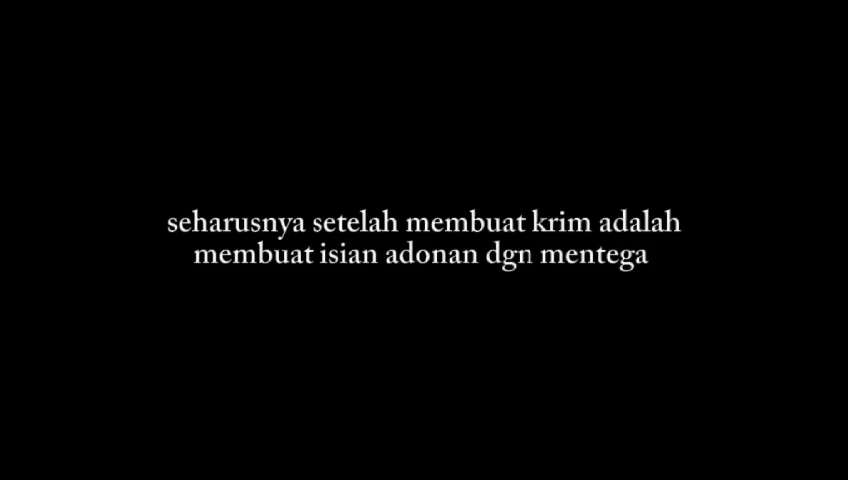 seharusnya setelah membuat krim adalah
membuat isian adonan dgn mentega